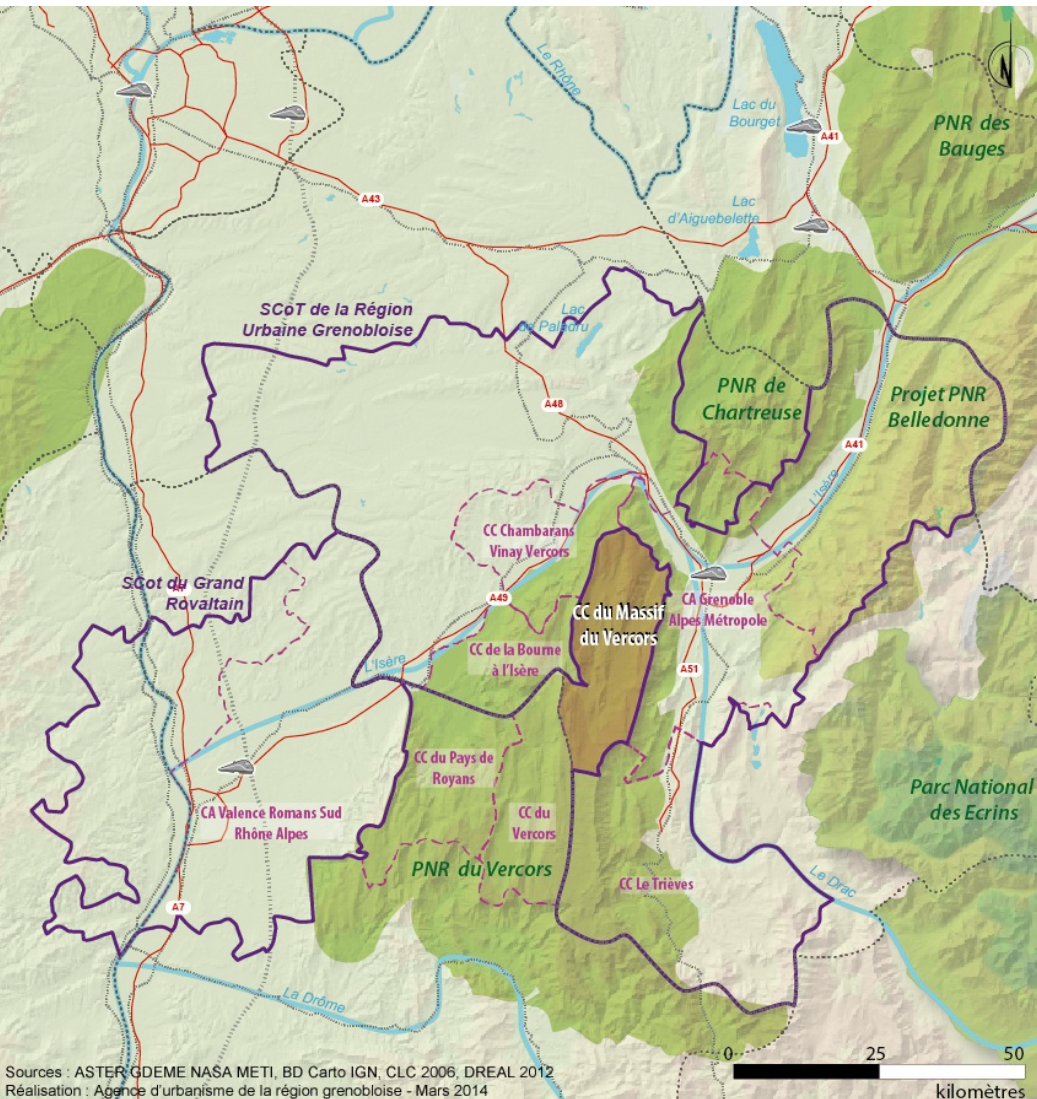 N
Le Rhône
Lac du
Bourget
A41
PNR des
Bauges
A43
Lac
d'Aiguebelette
SCoT de la Région
Urbaine Grenobloise
Lac
de Paladru
PNR de
Chartreuse
Projet PNR
Belledonne
A48
A41
L'Isère
CC Chambarans
Vinay Vercors
SCot du Grand
Rovaltain
A49
CC du Massif
du Vercors
CA Grenoble
Alpes Métropole
CC de la Bourne
à l'Isère
L'Isère
A51
CC du Pays de
Royans
Parc National
des Ecrins
CA Valence Romans Sud
Rhône Alpes
CC du
Vercors
PNR du Vercors
CC Le Trièves
Le Drac
A7
La Drôme
0 25 50
kilomètres
Sources : ASTER GDEME NASA METI, BD Carto IGN, CLC 2006, DREAL 2012
Réalisation : Agence d'urbanisme de la région grenobloise - Mars 2014